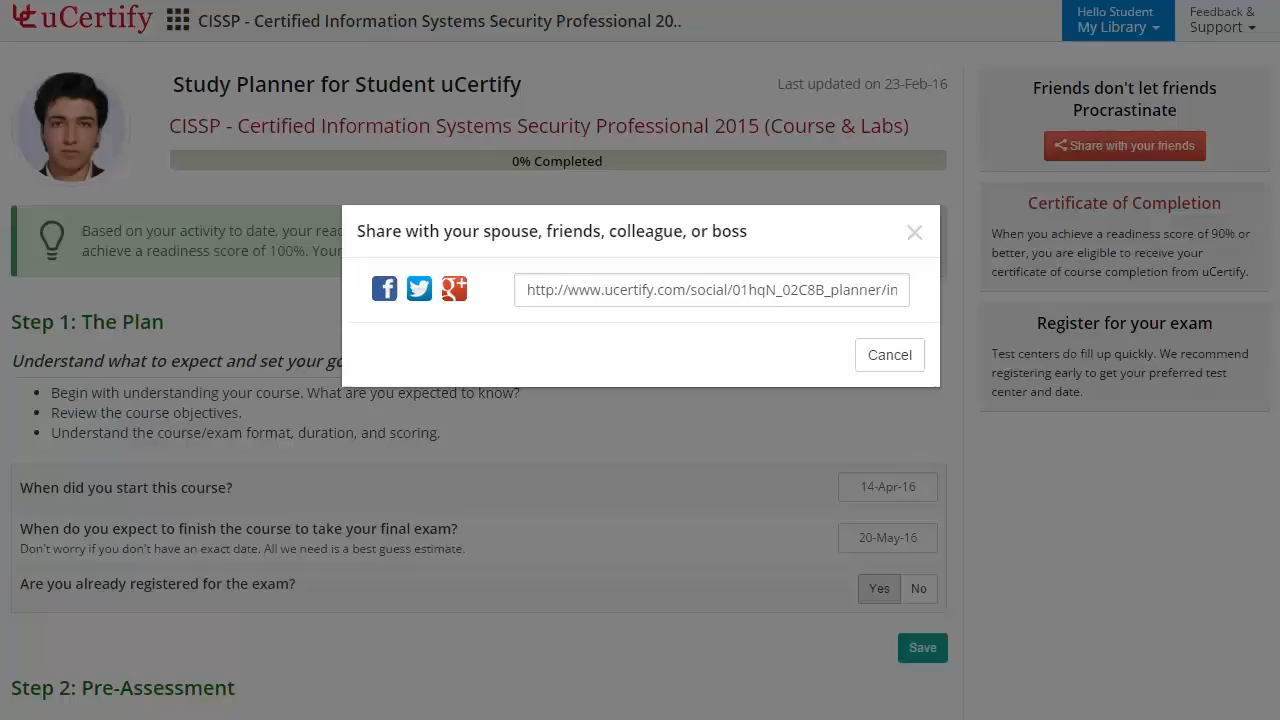 uCertify
CISSP - Certified Information Systems Security Professional 20..
Hello Student
My Library
Feedback &
Support
Study Planner for Student uCertify
Last updated on 23-Feb-16
CISSP - Certified Information Systems Security Professional 2015 (Course & Labs)
0% Completed
Friends don't let friends
Procrastinate
Share with your friends
Certificate of Completion
When you achieve a readiness score of 90% or
better, you are eligible to receive your
certificate of course completion from uCertify.
Register for your exam
Test centers do fill up quickly. We recommend
registering early to get your preferred test
center and date.
Based on your activity to date, your
achieve a readiness score of 100%. Your
Share with your spouse, friends, colleague, or boss
http://www.ucertify.com/social/01hqN_02C8B_planner/in
Cancel
Step 1: The Plan
Understand what to expect and set your
Begin with understanding your course. What are you expected to know?
Review the course objectives.
Understand the course/exam format, duration, and scoring.
When did you start this course?
14-Apr-16
When do you expect to finish the course to take your final exam?
20-May-16
Don't worry if you don't have an exact date. All we need is a best guess estimate.
Are you already registered for the exam?
Yes
No
Save
Step 2: Pre-Assessment